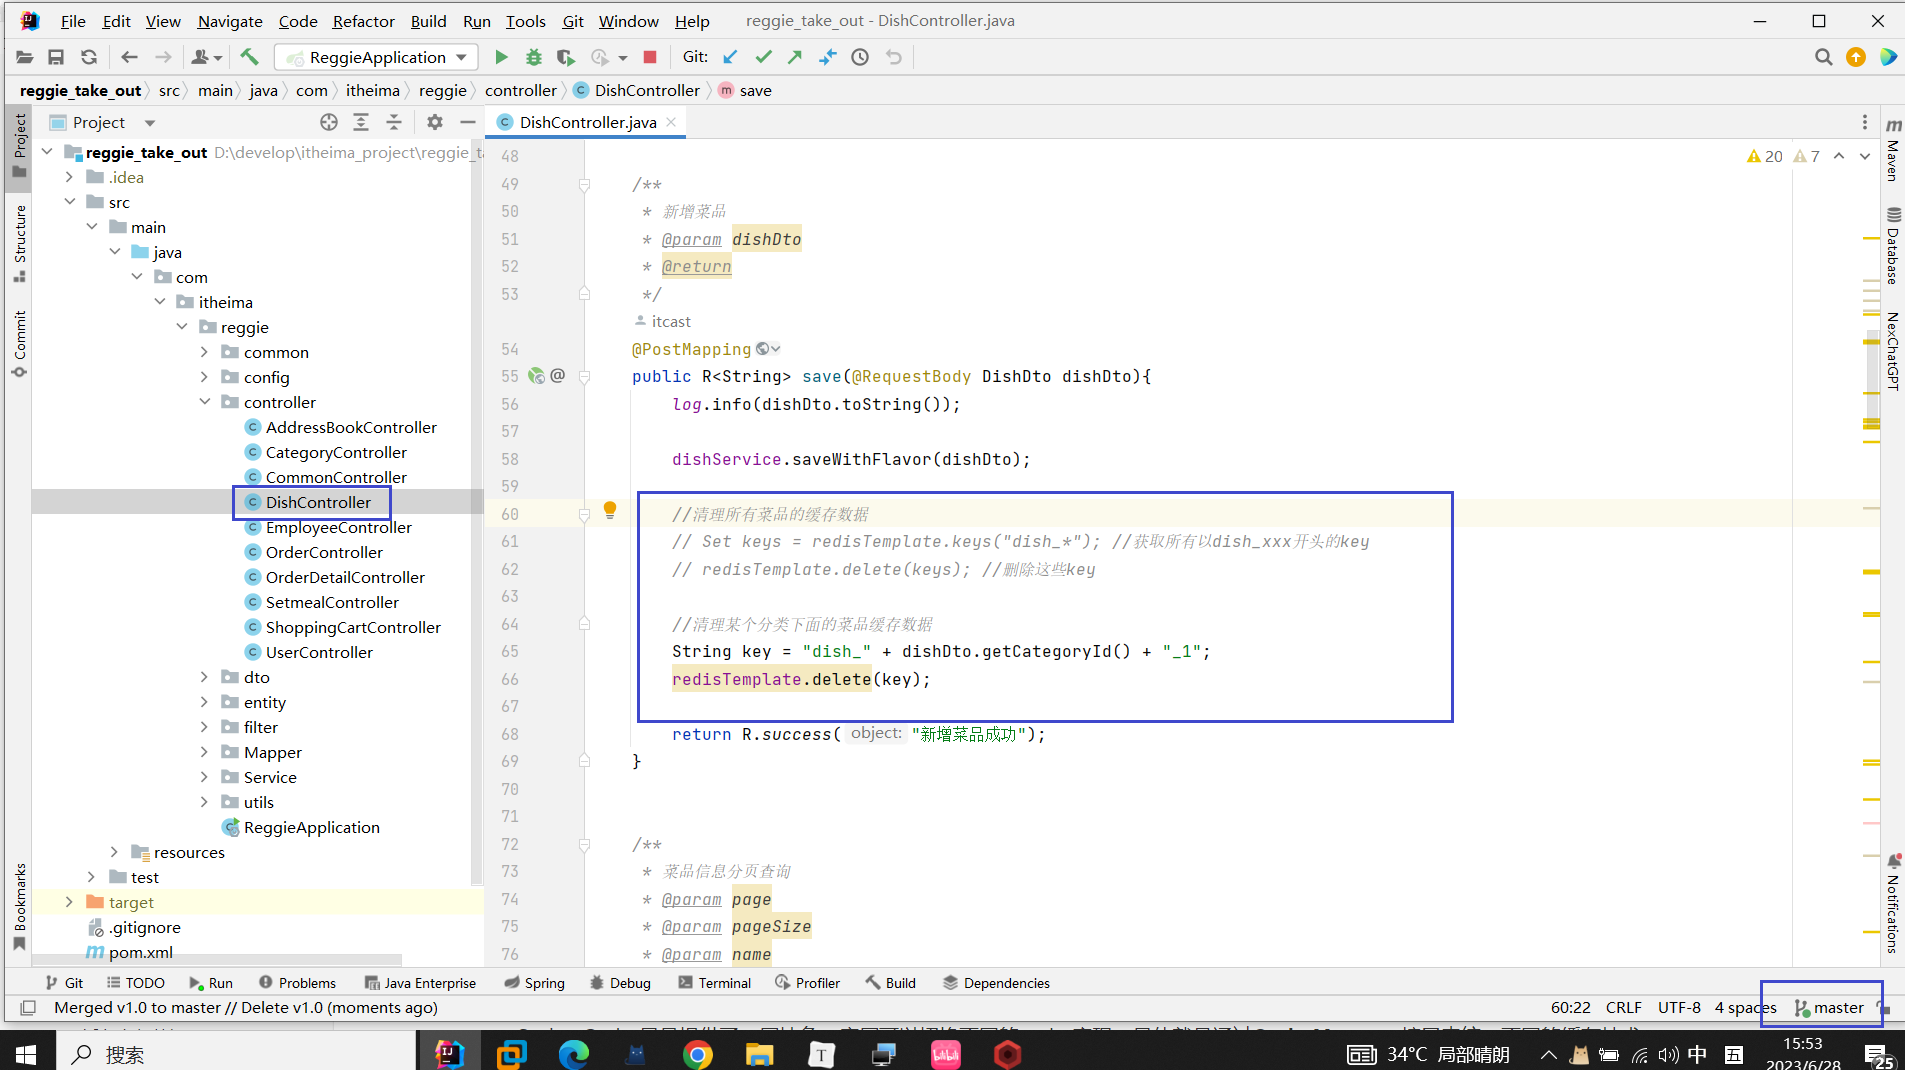 File Edit View Navigate Code Refactor Build Run Tools Git Window Help reggie_take_out - DishController.java
ReggieApplication Git:
reggie_take_out src main java com itheima reggie controller DishController save
Project
DishController.java
reggie_take_out D:\develop\itheima_project\reggie_ta
.idea
src
main
java
com
itheima
reggie
common
config
controller
AddressBookController
CategoryController
CommonController
DishController
EmployeeController
OrderController
OrderDetailController
SetmealController
ShoppingCartController
UserController
dto
entity
filter
Mapper
Service
utils
ReggieApplication
resources
test
target
.gitignore
pom.xml
Project
Structure
Commit
Bookmarks
20 7
48
49 /**
50 * 新增菜品
51 * @param dishDto
52 * @return
53 */
itcast
54 @PostMapping
55 public R<String> save(@RequestBody DishDto dishDto){
56 log.info(dishDto.toString());
57
58 dishService.saveWithFlavor(dishDto);
59
60 //清理所有菜品的缓存数据
61 // Set keys = redisTemplate.keys("dish_*"); //获取所有以dish_xxx开头的key
62 // redisTemplate.delete(keys); //删除这些key
63
64 //清理某个分类下面的菜品缓存数据
65 String key = "dish_" + dishDto.getCategoryId() + "_1";
66 redisTemplate.delete(key);
67
68 return R.success( object: "新增菜品成功");
69 }
70
71
72 /**
73 * 菜品信息分页查询
74 * @param page
75 * @param pageSize
76 * @param name
Maven
Database
NexChatGPT
Notifications
Git TODO Run Problems Java Enterprise Spring Debug Terminal Profiler Build Dependencies
Merged v1.0 to master // Delete v1.0 (moments ago) 60:22 CRLF UTF-8 4 spaces master
搜索 34°C 局部晴朗 中 五 15:53
2023/6/28 25